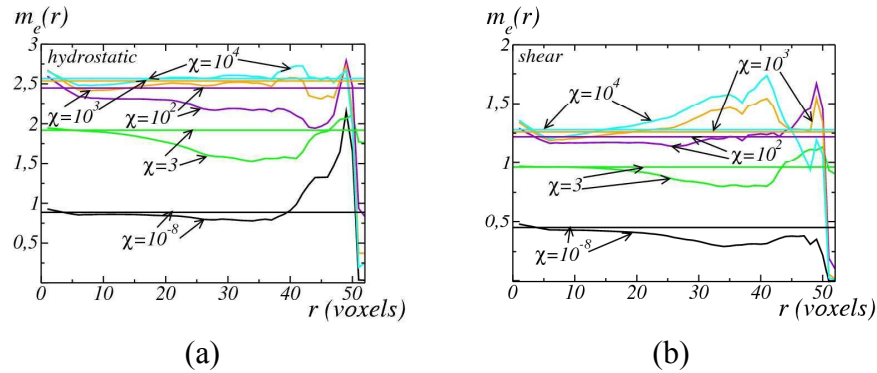 m_e(r)
3
hydrostatic
χ=10^4
2,5
χ=10^3
χ=10^2
2
χ=3
1,5
1
χ=10^-8
0,5
0 10 20 30 40 50
r (voxels)
(a)
m_e(r)
2
shear
χ=10^3
χ=10^4
1,5
χ=10^2
1
χ=3
0,5
χ=10^-8
0 10 20 30 40 50
r (voxels)
(b)